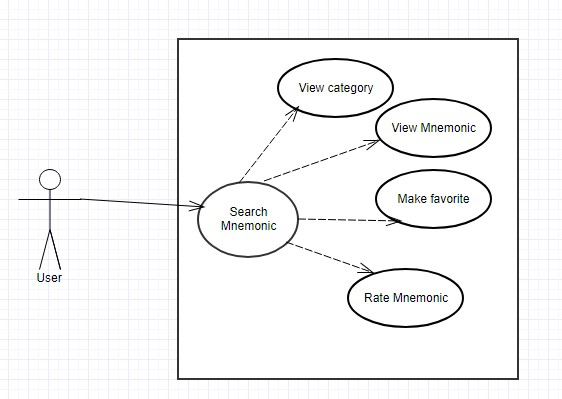 View category
View Mnemonic
Make favorite
Search
Mnemonic
User
Rate Mnemonic